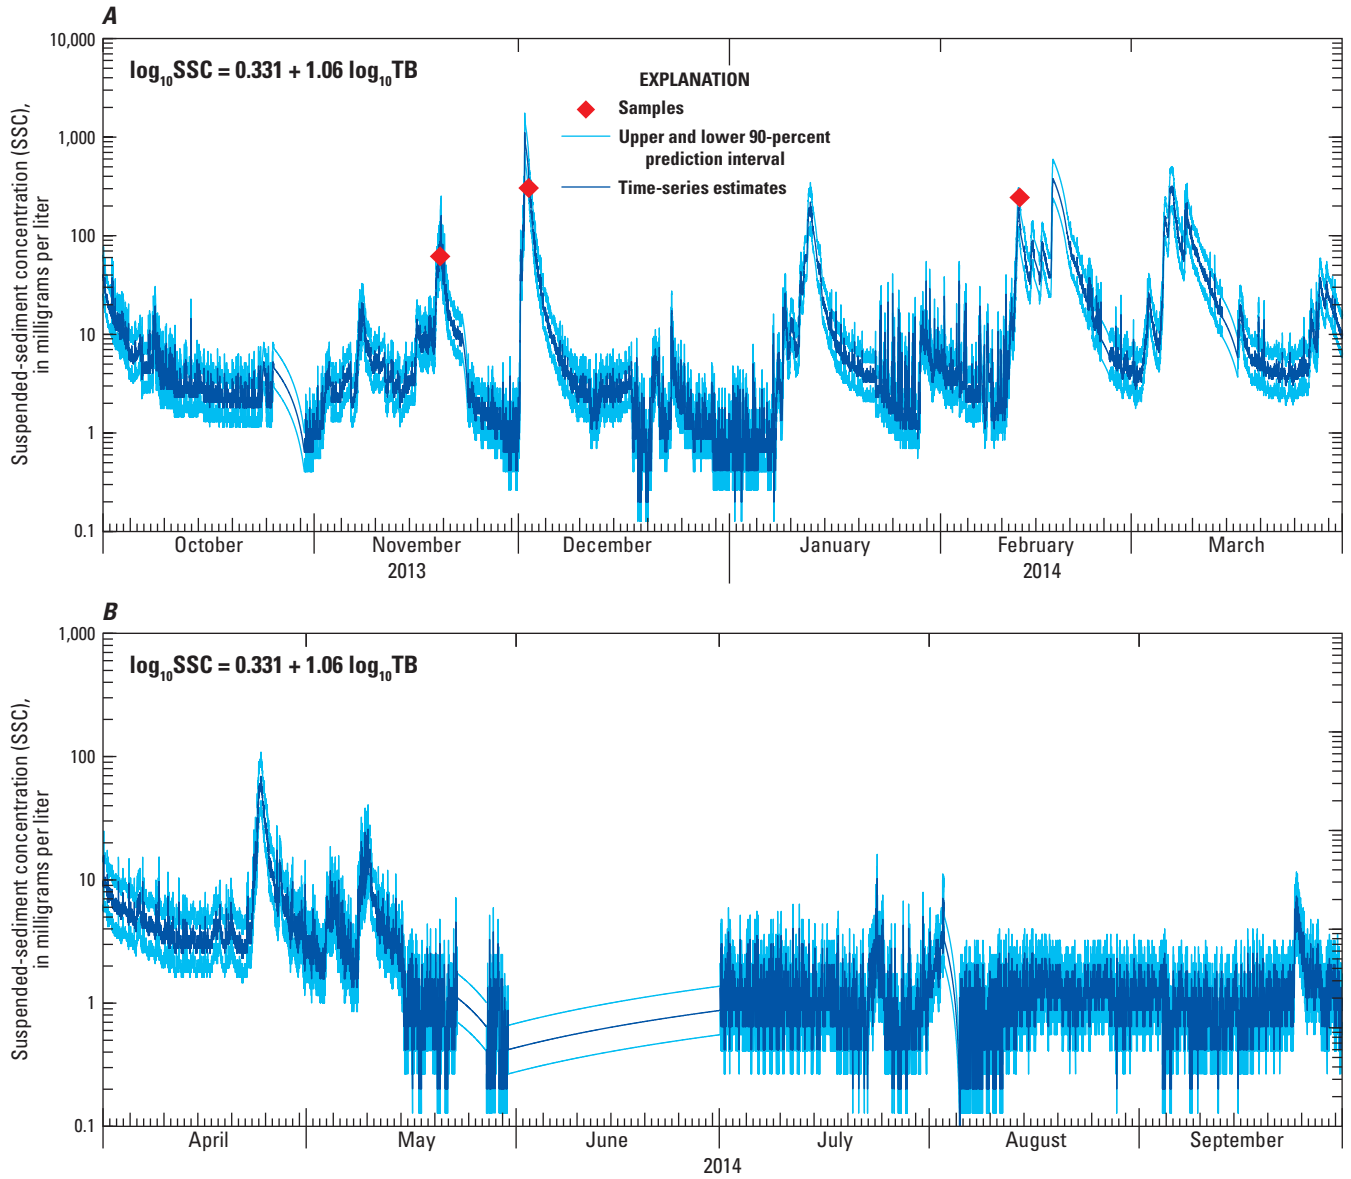 A
log₁₀SSC = 0.331 + 1.06 log₁₀TB
EXPLANATION
Samples
Upper and lower 90-percent
prediction interval
Time-series estimates
Suspended-sediment concentration (SSC),
in milligrams per liter
10,000
1,000
100
10
1
0.1
October
November
December
January
February
March
2013
2014
B
log₁₀SSC = 0.331 + 1.06 log₁₀TB
Suspended-sediment concentration (SSC),
in milligrams per liter
1,000
100
10
1
0.1
April
May
June
July
August
September
2014